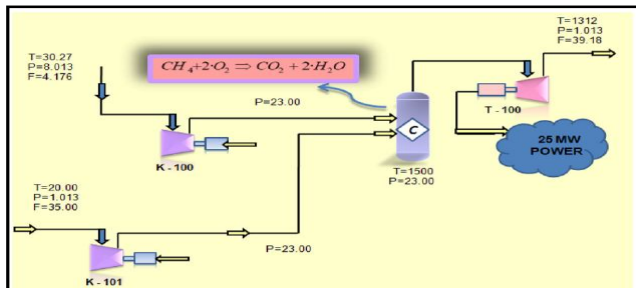 T=30.27
P=8.013
F=4.176
CH₄+2·O₂ ⇒ CO₂ + 2·H₂O
P=23.00
K - 100
C
T=1500
P=23.00
T=1312
P=1.013
F=39.18
T - 100
25 MW
POWER
T=20.00
P=1.013
F=35.00
K - 101
P=23.00